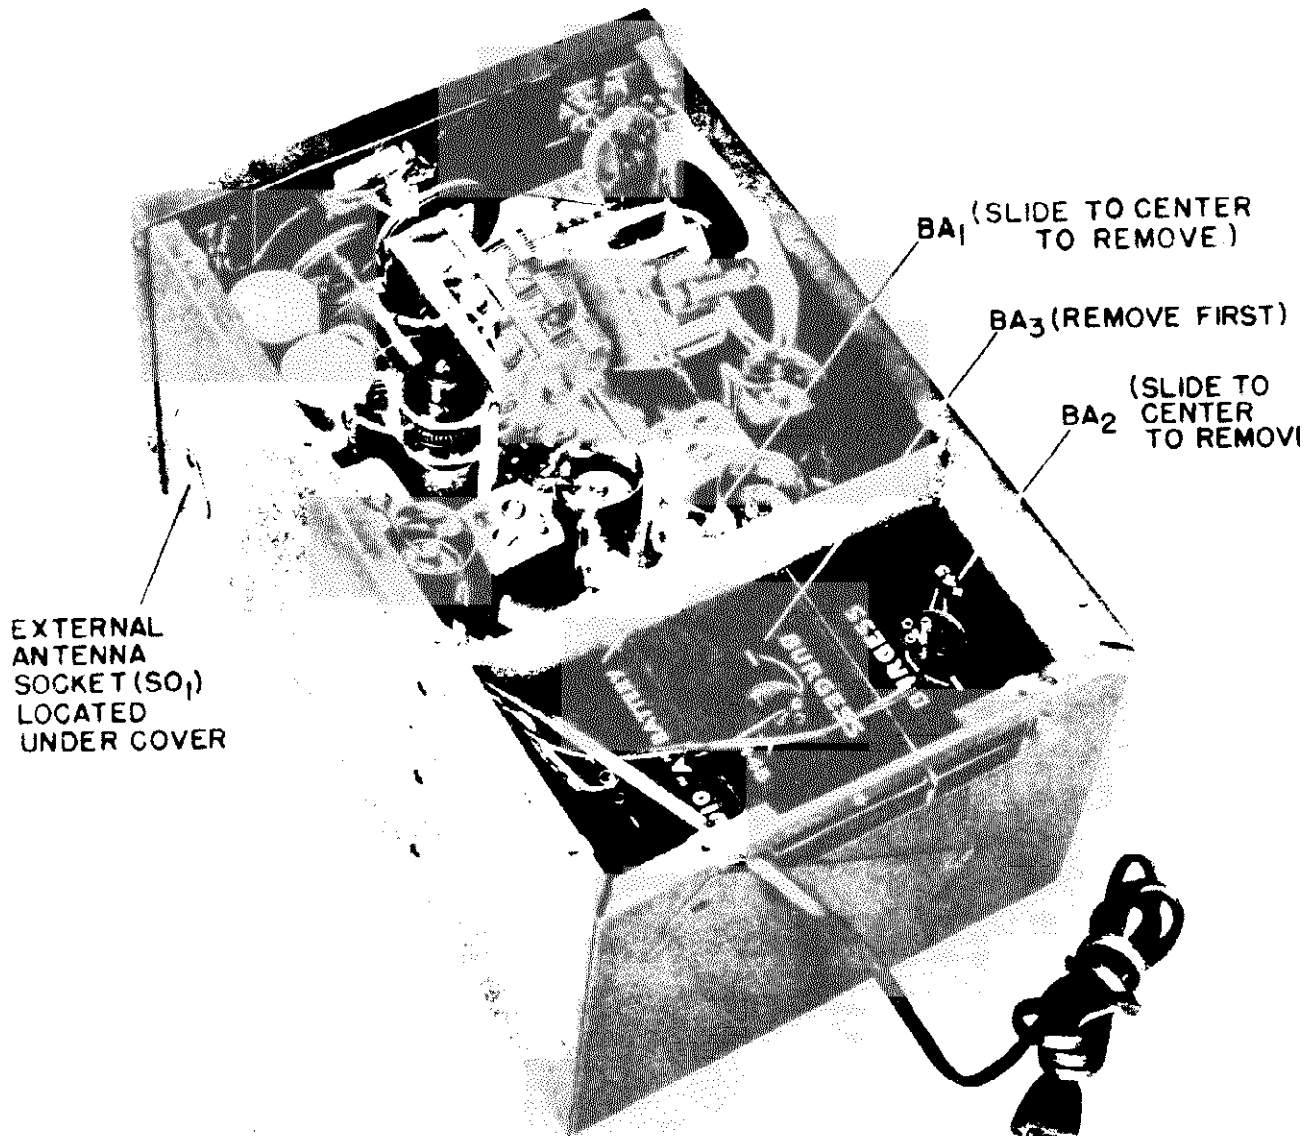 BA1 (SLIDE TO CENTER
TO REMOVE)
BA3 (REMOVE FIRST)
BA2 (SLIDE TO
CENTER
TO REMOVE
EXTERNAL
ANTENNA
SOCKET (SO1)
LOCATED
UNDER COVER
BURGESS
BURGESS
BATTERY